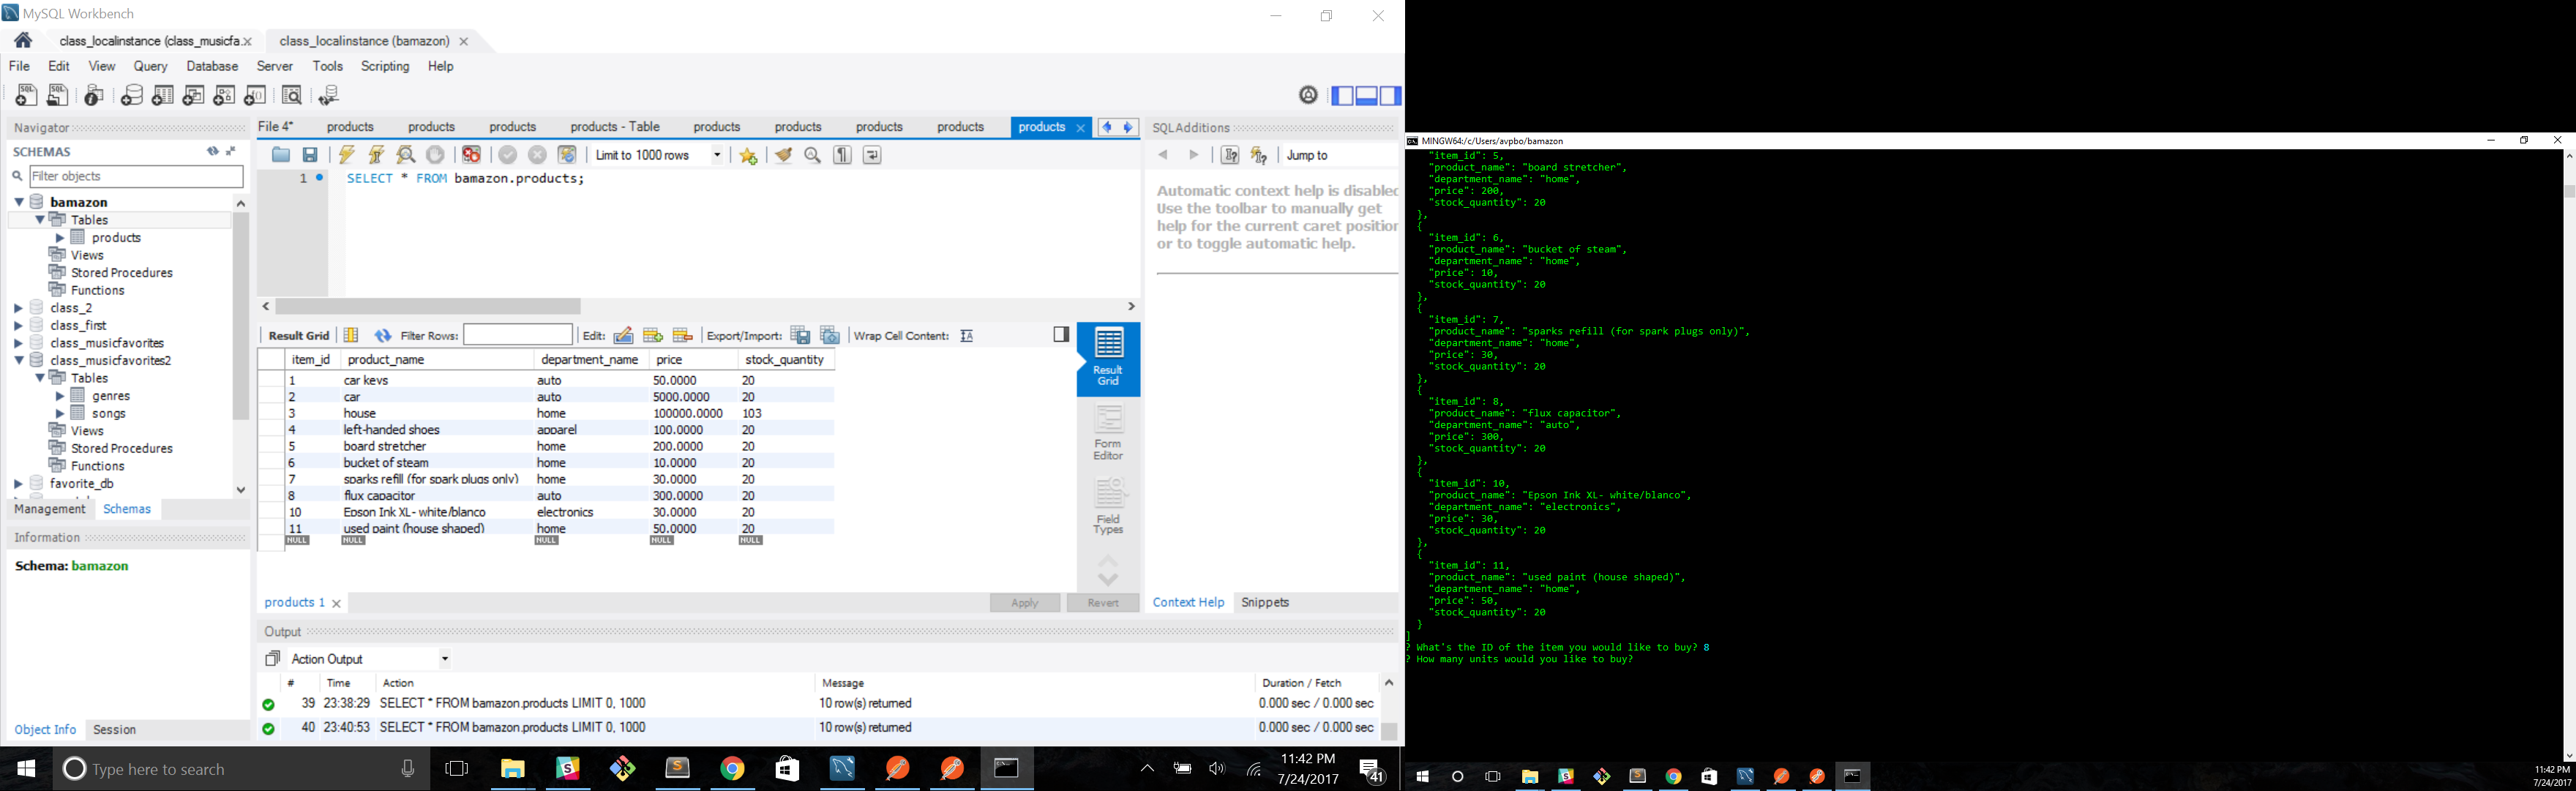 MySQL Workbench
class_localinstance (class_musicfa...
class_localinstance (bamazon)
File Edit View Query Database Server Tools Scripting Help
Navigator
SCHEMAS
Filter objects
bamazon
Tables
products
Views
Stored Procedures
Functions
class_2
class_first
class_musicfavorites
class_musicfavorites2
Tables
genres
songs
Views
Stored Procedures
Functions
favorite_db
Management Schemas
Information
Schema: bamazon
Object Info Session
File 4* products products products products - Table products products products products products
Limit to 1000 rows
1 SELECT * FROM bamazon.products;
Result Grid Filter Rows: Edit: Export/Import: Wrap Cell Content:
item_id product_name department_name price stock_quantity
1 car keys auto 50.0000 20
2 car auto 5000.0000 20
3 house home 100000.0000 103
4 left-handed shoes apparel 100.0000 20
5 board stretcher home 200.0000 20
6 bucket of steam home 10.0000 20
7 sparks refill (for spark plugs only) home 30.0000 20
8 flux capacitor auto 300.0000 20
10 Epson Ink XL- white/blanco electronics 30.0000 20
11 used paint (house shaped) home 50.0000 20
NULL NULL NULL NULL NULL
Result
Grid
Form
Editor
Field
Types
products 1
Apply Revert
SQLAdditions
Jump to
Automatic context help is disabled
Use the toolbar to manually get
help for the current caret position
or to toggle automatic help.
Context Help Snippets
Output
Action Output
# Time Action Message Duration / Fetch
39 23:38:29 SELECT * FROM bamazon.products LIMIT 0, 1000 10 row(s) returned 0.000 sec / 0.000 sec
40 23:40:53 SELECT * FROM bamazon.products LIMIT 0, 1000 10 row(s) returned 0.000 sec / 0.000 sec
Type here to search
11:42 PM
7/24/2017
41
MINGW64:/c/Users/avpbo/bamazon
"item_id": 5,
"product_name": "board stretcher",
"department_name": "home",
"price": 200,
"stock_quantity": 20
},
{
"item_id": 6,
"product_name": "bucket of steam",
"department_name": "home",
"price": 10,
"stock_quantity": 20
},
{
"item_id": 7,
"product_name": "sparks refill (for spark plugs only)",
"department_name": "home",
"price": 30,
"stock_quantity": 20
},
{
"item_id": 8,
"product_name": "flux capacitor",
"department_name": "auto",
"price": 300,
"stock_quantity": 20
},
{
"item_id": 10,
"product_name": "Epson Ink XL- white/blanco",
"department_name": "electronics",
"price": 30,
"stock_quantity": 20
},
{
"item_id": 11,
"product_name": "used paint (house shaped)",
"department_name": "home",
"price": 50,
"stock_quantity": 20
}
]
? What's the ID of the item you would like to buy? 8
? How many units would you like to buy?
11:42 PM
7/24/2017